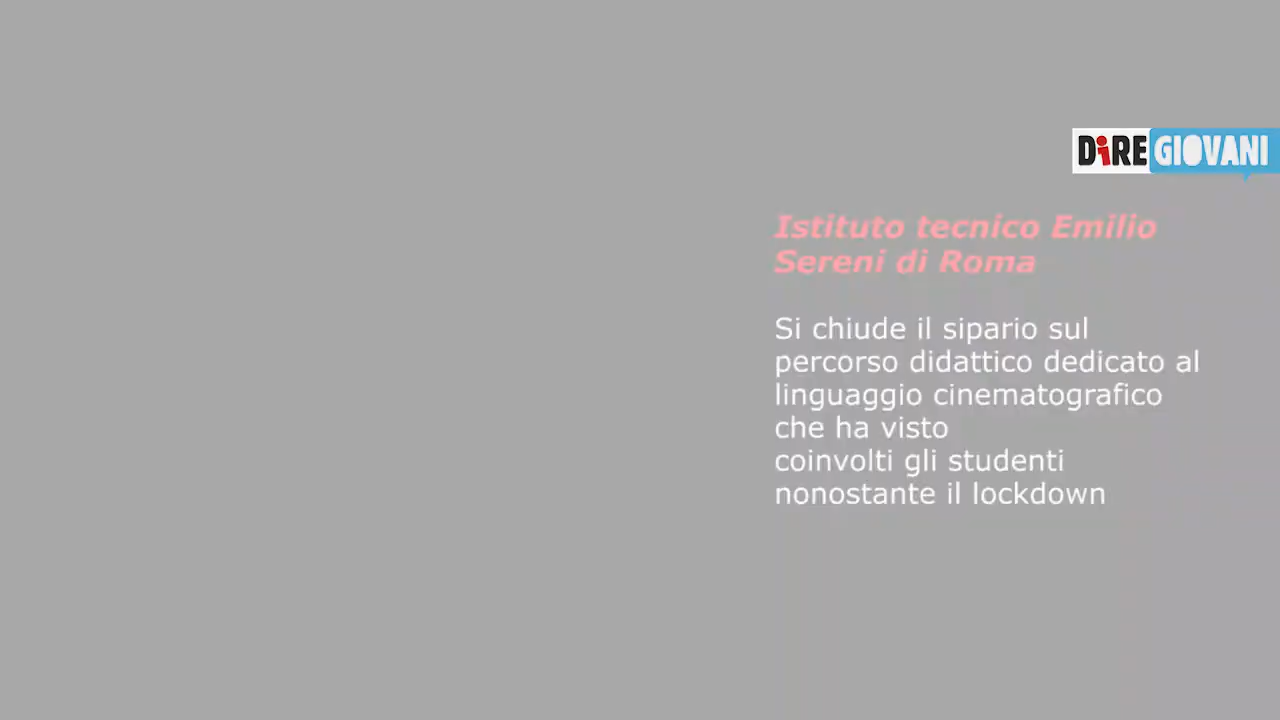 DiRE GIOVANI
Istituto tecnico Emilio
Sereni di Roma
Si chiude il sipario sul
percorso didattico dedicato al
linguaggio cinematografico
che ha visto
coinvolti gli studenti
nonostante il lockdown